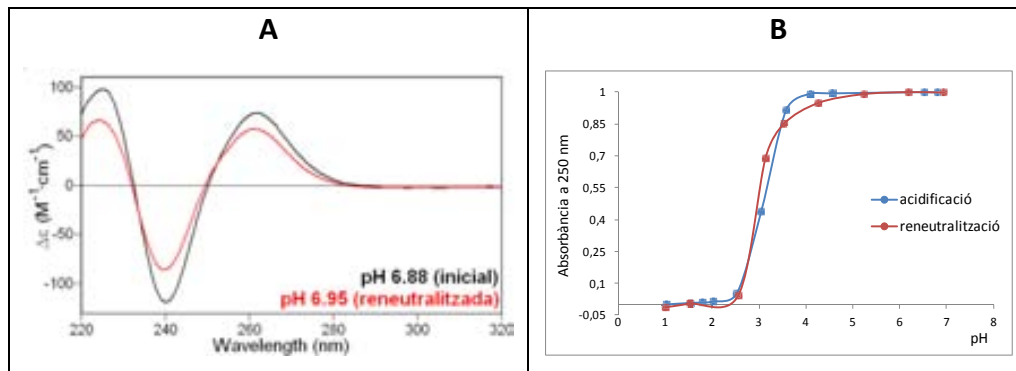 A
100
50
0
-50
-100
Δε (M⁻¹·cm⁻¹)
pH 6.88 (inicial)
pH 6.95 (reneutralitzada)
220 240 260 280 300 320
Wavelength (nm)
B
1
0,85
0,7
0,55
0,4
0,25
0,1
-0,05
Absorbància a 250 nm
acidificació
reneutralització
0 1 2 3 4 5 6 7 8
pH